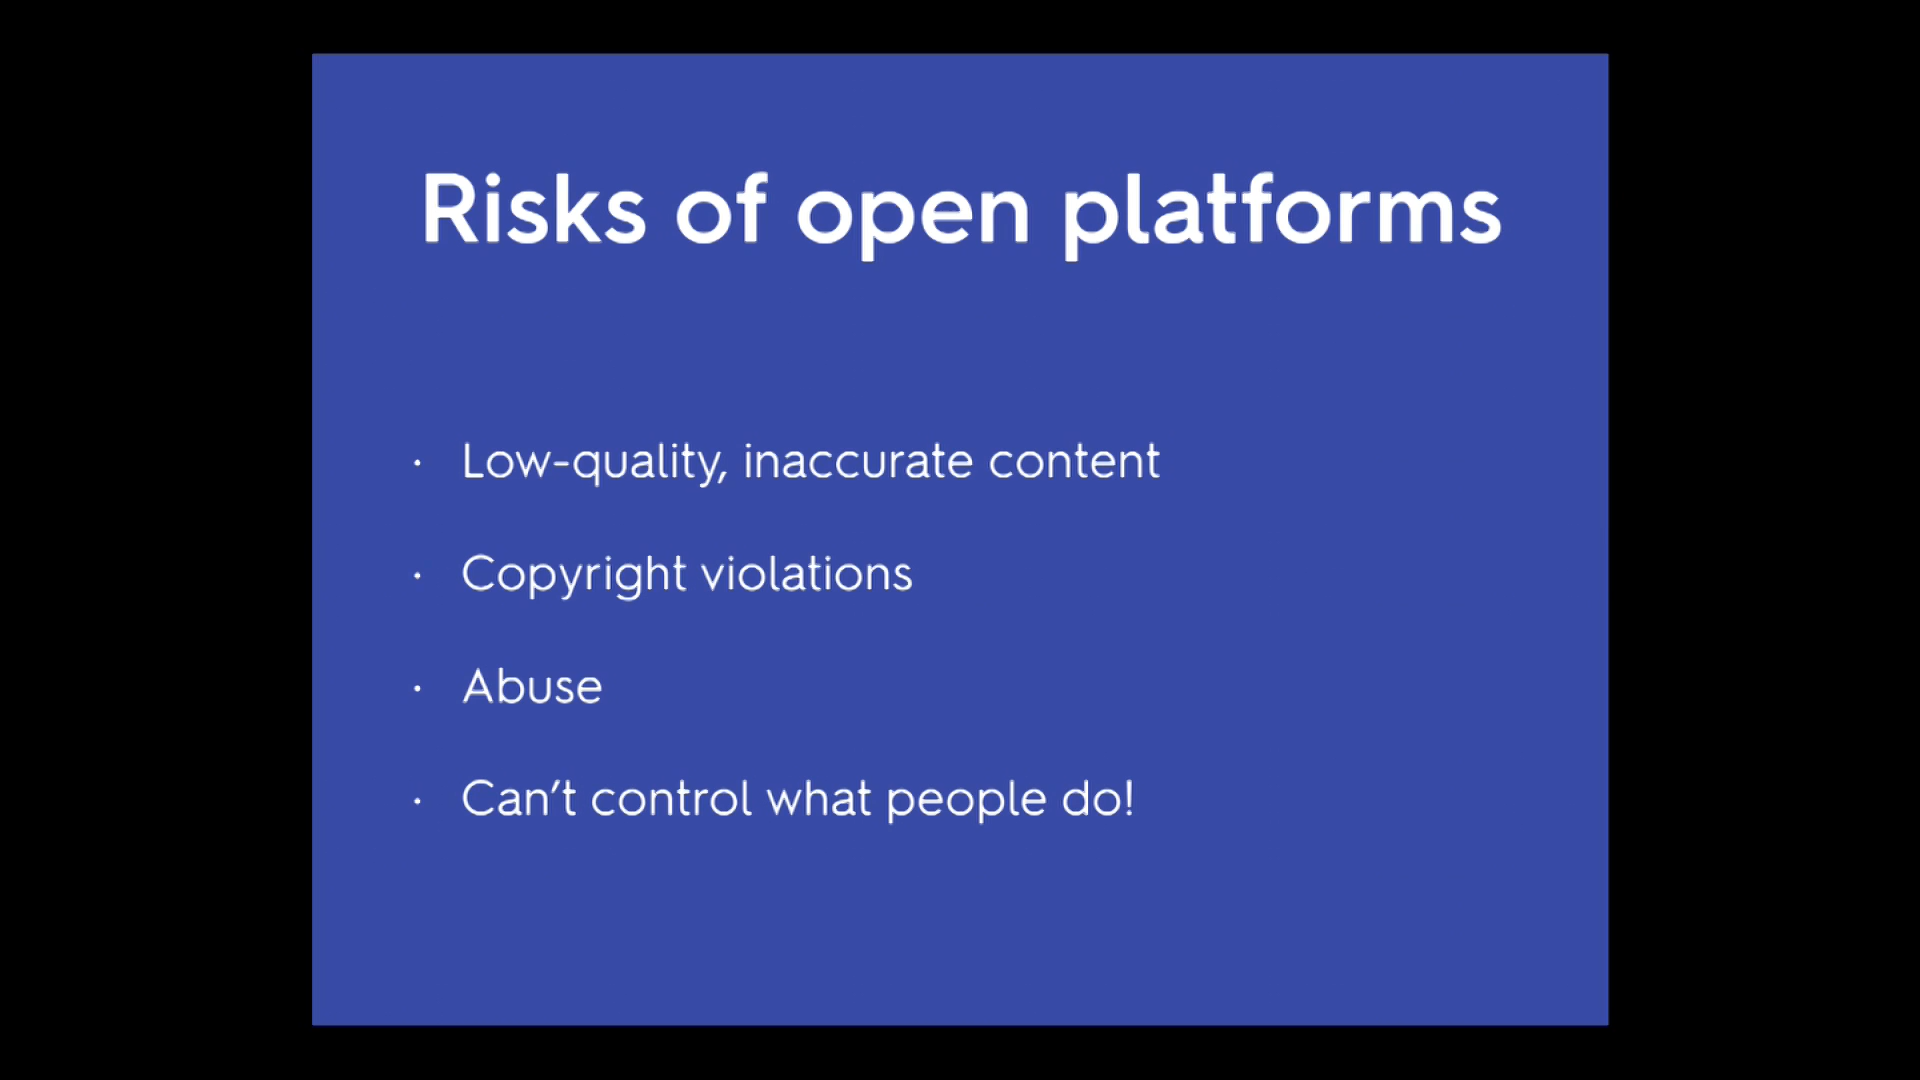 Risks of open platforms
· Low-quality, inaccurate content
· Copyright violations
· Abuse
· Can’t control what people do!